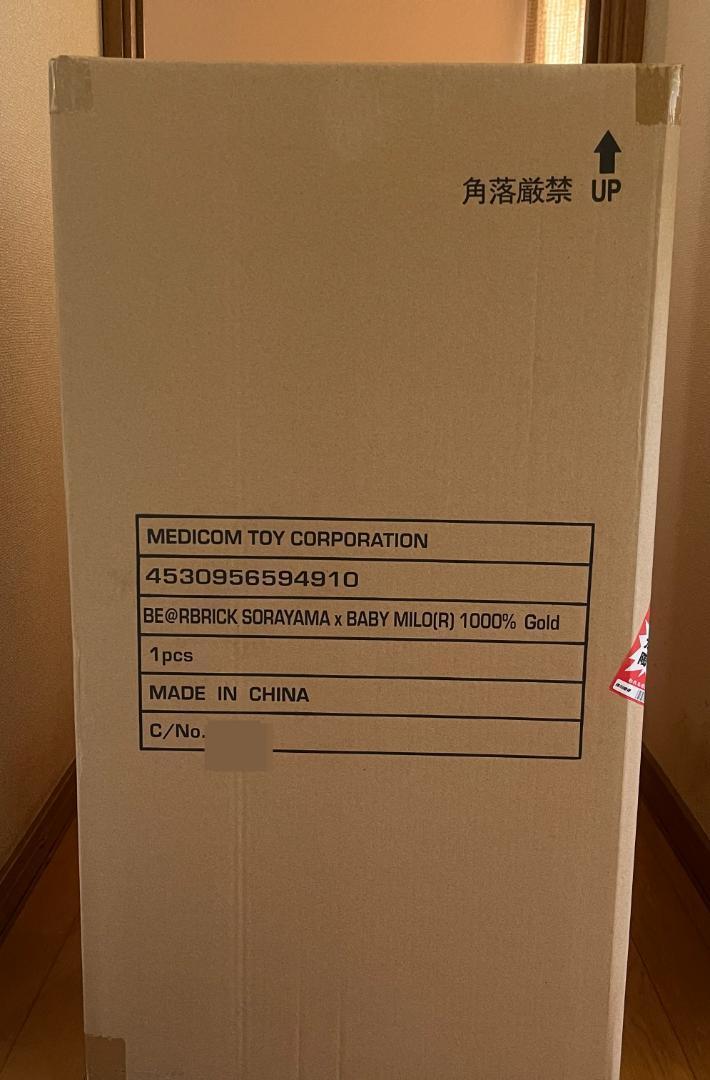 角落厳禁 UP
MEDICOM TOY CORPORATION
4530956594910
BE@RBRICK SORAYAMA x BABY MILO(R) 1000% Gold
1pcs
MADE IN CHINA
C/No.